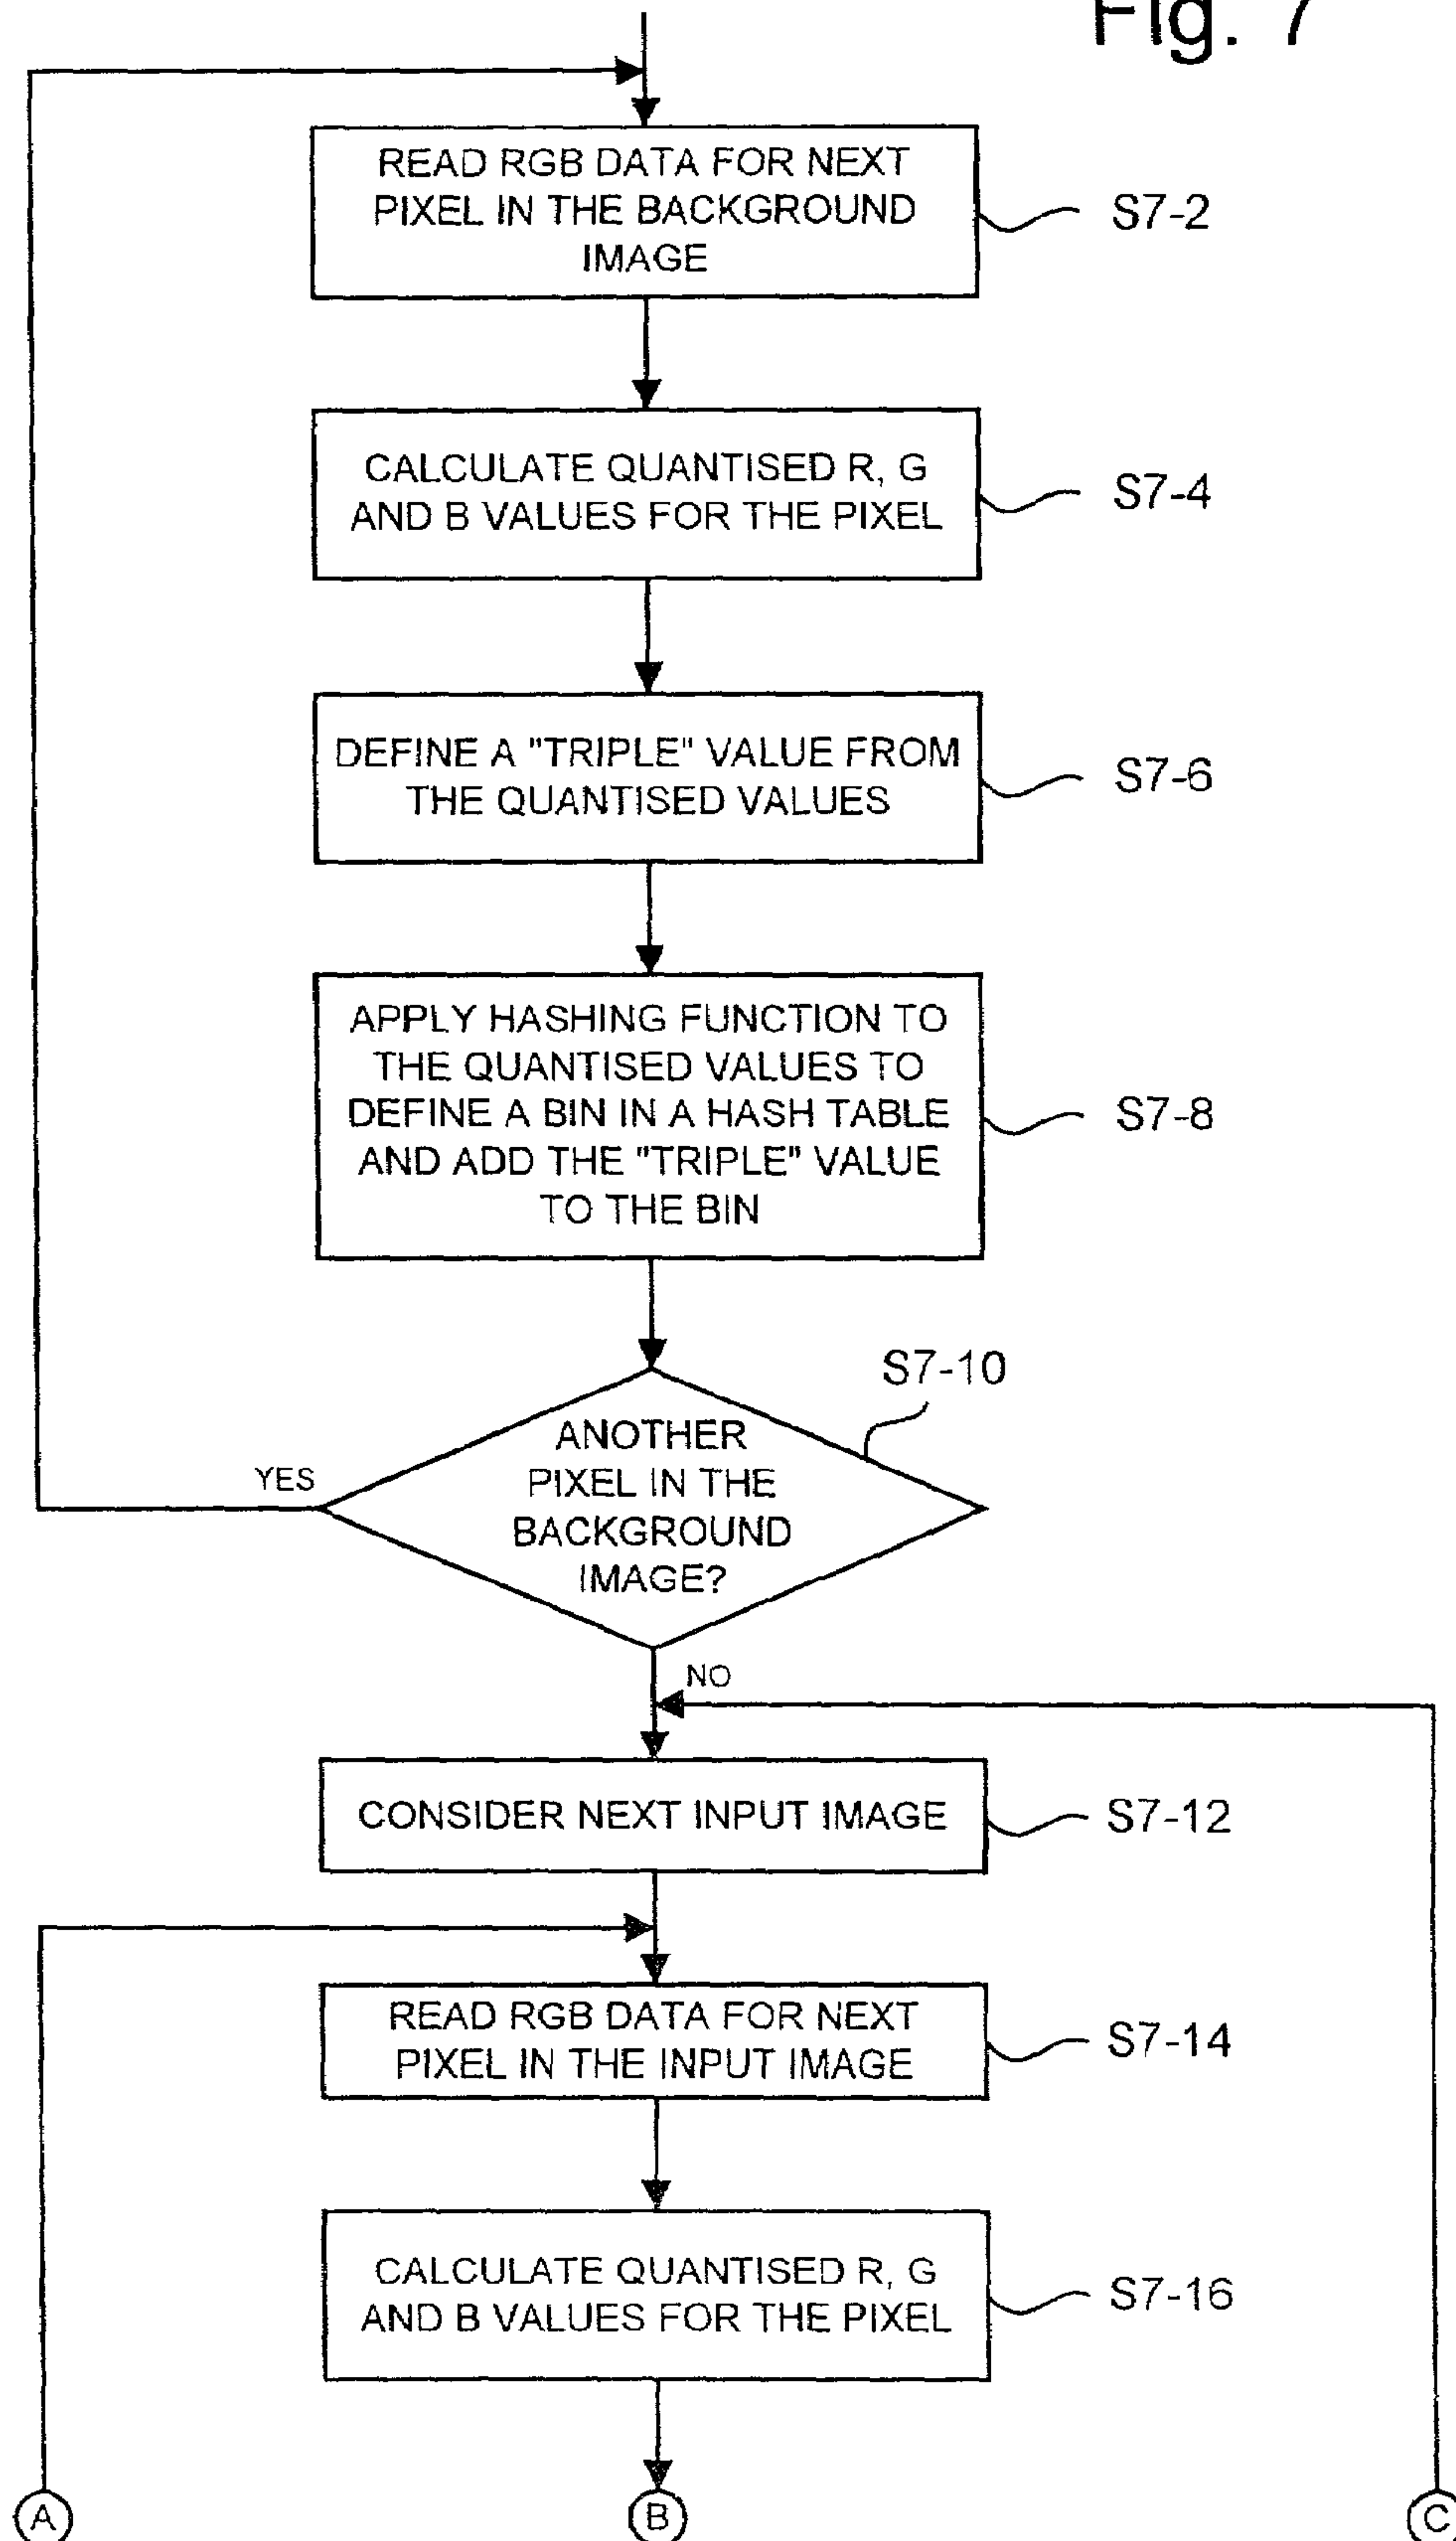 Fig. 7
READ RGB DATA FOR NEXT
PIXEL IN THE BACKGROUND
IMAGE
S7-2
CALCULATE QUANTISED R, G
AND B VALUES FOR THE PIXEL
S7-4
DEFINE A "TRIPLE" VALUE FROM
THE QUANTISED VALUES
S7-6
APPLY HASHING FUNCTION TO
THE QUANTISED VALUES TO
DEFINE A BIN IN A HASH TABLE
AND ADD THE "TRIPLE" VALUE
TO THE BIN
S7-8
S7-10
ANOTHER
PIXEL IN THE
BACKGROUND
IMAGE?
YES
NO
CONSIDER NEXT INPUT IMAGE
S7-12
READ RGB DATA FOR NEXT
PIXEL IN THE INPUT IMAGE
S7-14
CALCULATE QUANTISED R, G
AND B VALUES FOR THE PIXEL
S7-16
A
B
C